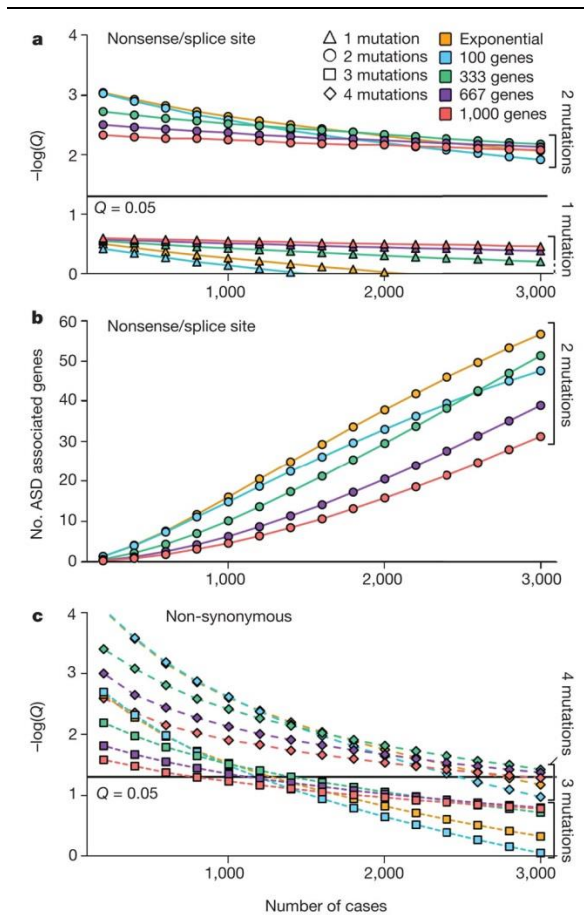 a
Nonsense/splice site
1 mutation
2 mutations
3 mutations
4 mutations
Exponential
100 genes
333 genes
667 genes
1,000 genes
4
3
2
1
0
–log(Q)
Q = 0.05
2 mutations
1 mutation
1,000
2,000
3,000
b
Nonsense/splice site
60
50
40
30
20
10
0
No. ASD associated genes
2 mutations
1,000
2,000
3,000
c
Non-synonymous
4
3
2
1
0
–log(Q)
Q = 0.05
4 mutations
3 mutations
1,000
2,000
3,000
Number of cases